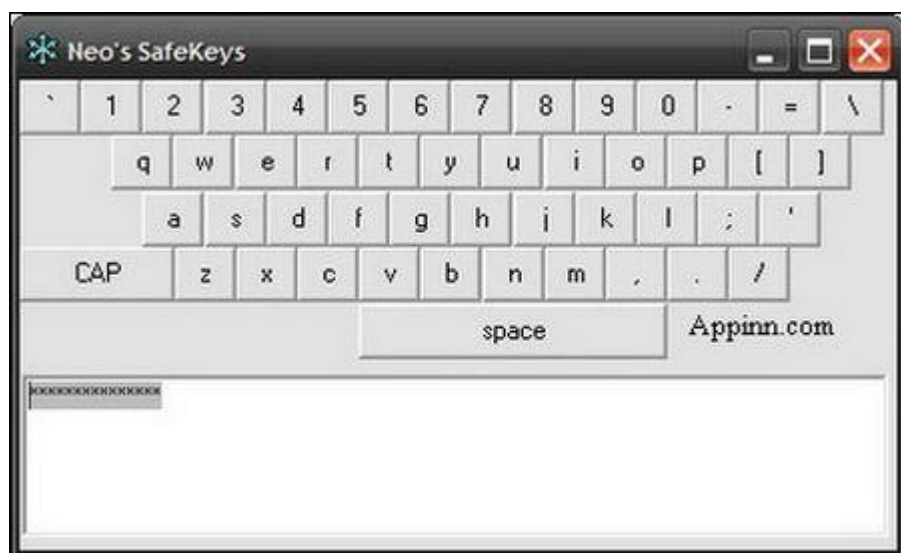 Neo's SafeKeys
` 1 2 3 4 5 6 7 8 9 0 - = \
q w e r t y u i o p [ ]
a s d f g h j k l ; '
CAP z x c v b n m , . /
space Appinn.com
***************